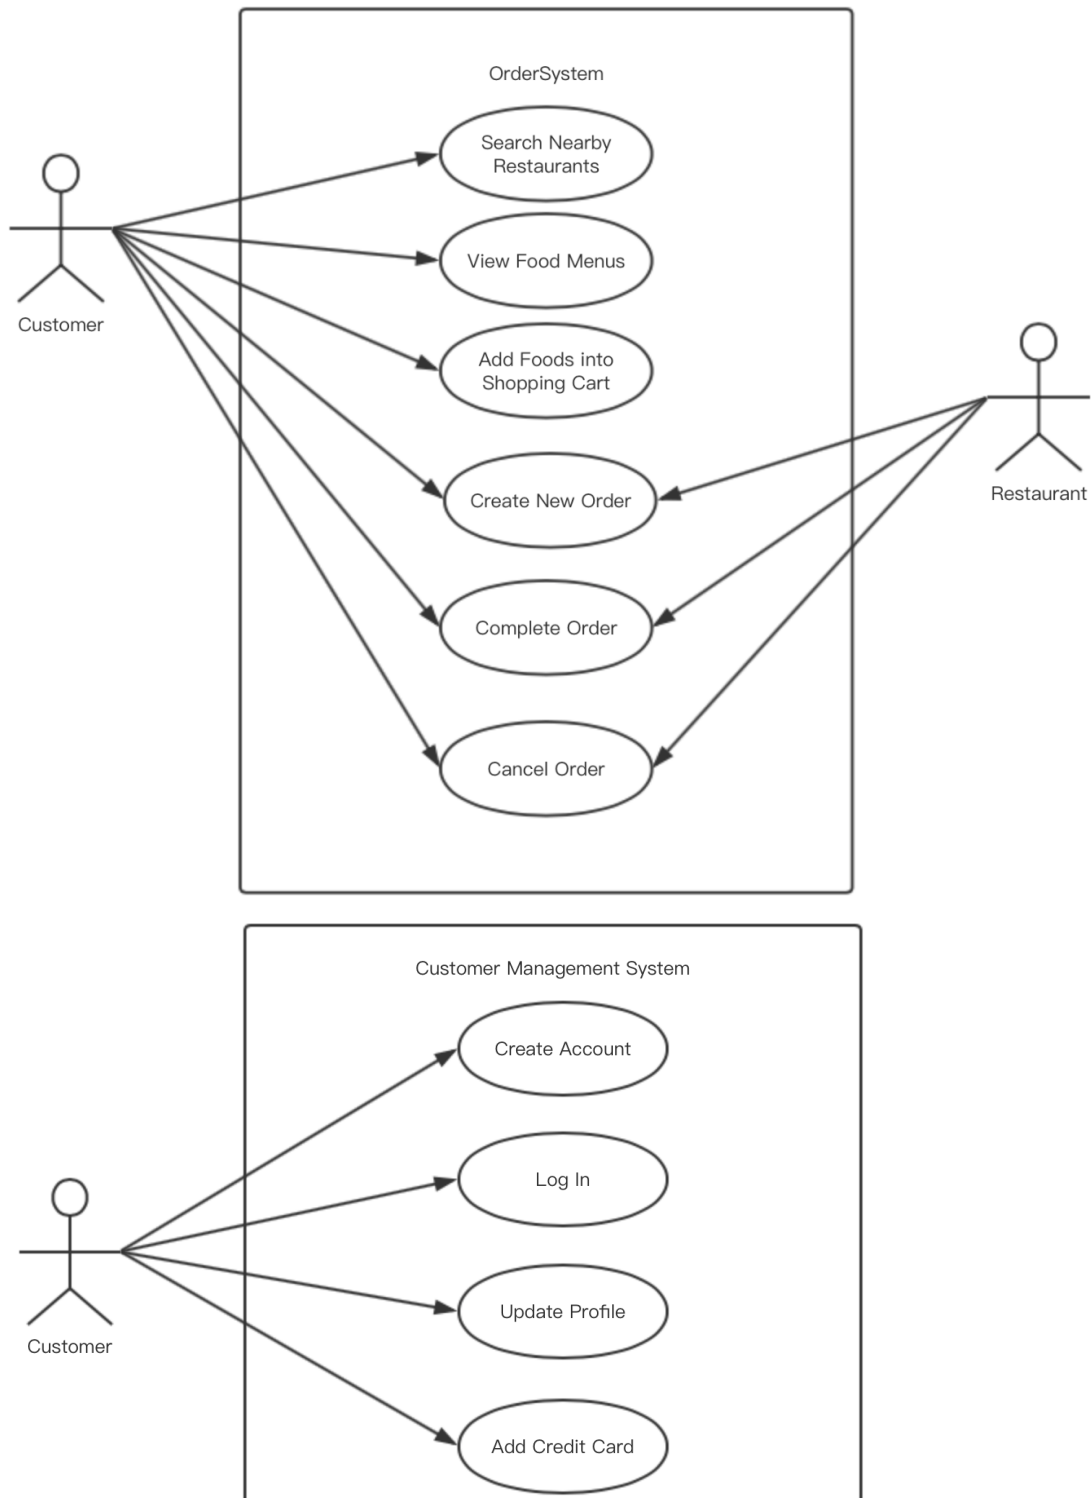 OrderSystem
Search Nearby
Restaurants
View Food Menus
Customer
Add Foods into
Shopping Cart
Restaurant
Create New Order
Complete Order
Cancel Order
Customer Management System
Create Account
Log In
Update Profile
Customer
Add Credit Card